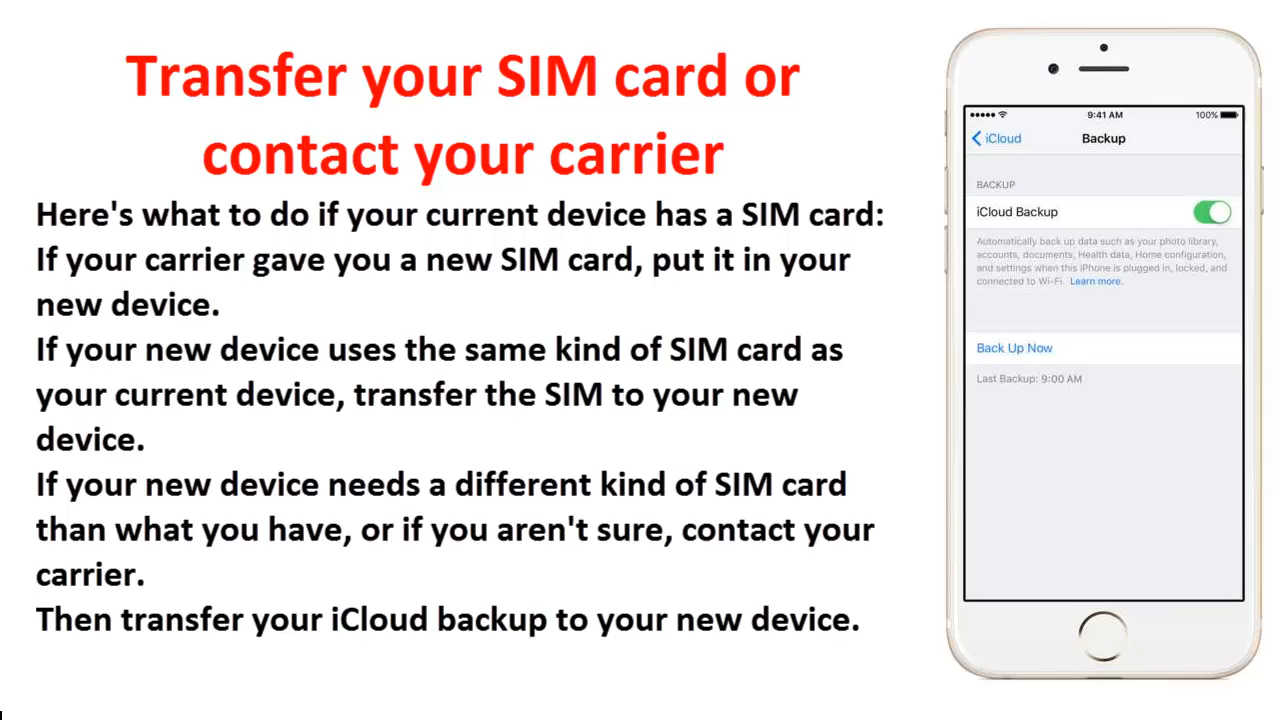 Transfer your SIM card or
contact your carrier
Here's what to do if your current device has a SIM card:
If your carrier gave you a new SIM card, put it in your
new device.
If your new device uses the same kind of SIM card as
your current device, transfer the SIM to your new
device.
If your new device needs a different kind of SIM card
than what you have, or if you aren't sure, contact your
carrier.
Then transfer your iCloud backup to your new device.
9:41 AM 100%
iCloud Backup
BACKUP
iCloud Backup
Automatically back up data such as your photo library,
accounts, documents, Health data, Home configuration,
and settings when this iPhone is plugged in, locked, and
connected to Wi-Fi. Learn more.
Back Up Now
Last Backup: 9:00 AM